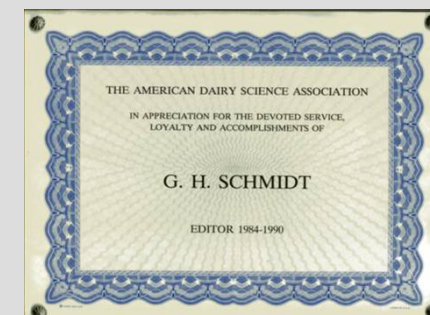 THE AMERICAN DAIRY SCIENCE ASSOCIATION
IN APPRECIATION FOR THE DEVOTED SERVICE,
LOYALTY AND ACCOMPLISHMENTS OF
G. H. SCHMIDT
EDITOR 1984-1990